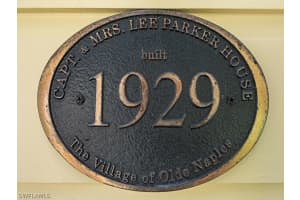 CAPT. & MRS. LEE PARKER HOUSE
built
1929
The Village of Olde Naples
SWFLAMLS